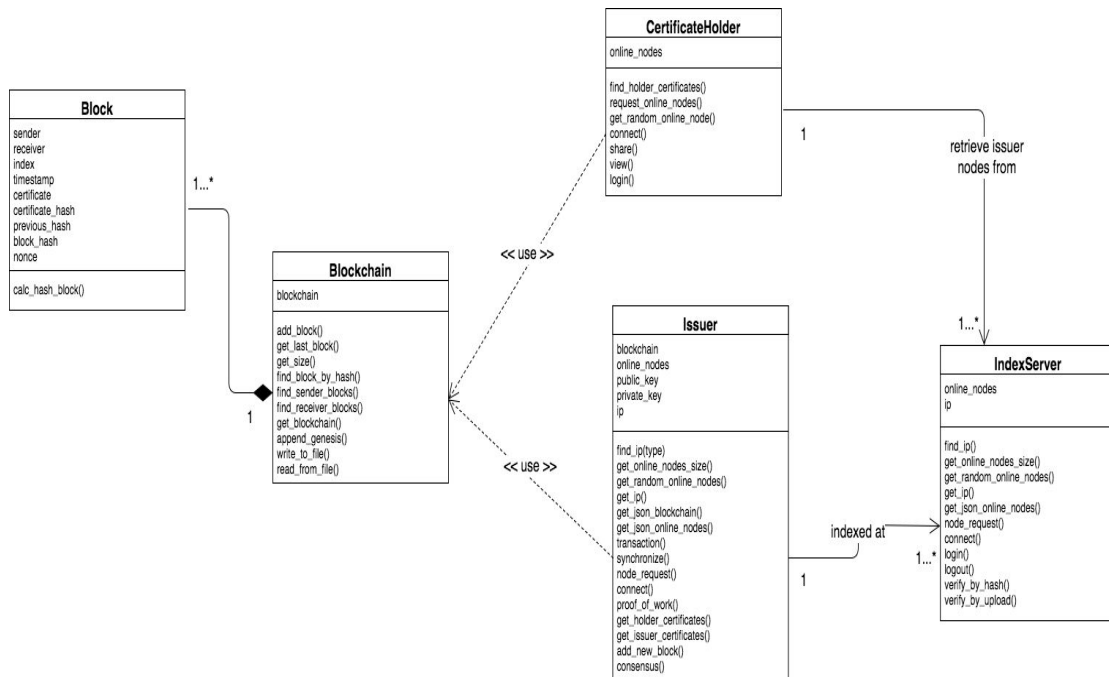 CertificateHolder
online_nodes
find_holder_certificates()
request_online_nodes()
get_random_online_node()
connect()
share()
view()
login()
Block
sender
receiver
index
timestamp
certificate
certificate_hash
previous_hash
block_hash
nonce
calc_hash_block()
1...*
1
retrieve issuer
nodes from
<< use >>
Blockchain
blockchain
add_block()
get_last_block()
get_size()
find_block_by_hash()
find_sender_blocks()
find_receiver_blocks()
get_blockchain()
append_genesis()
write_to_file()
read_from_file()
1
<< use >>
Issuer
blockchain
online_nodes
public_key
private_key
ip
find_ip(type)
get_online_nodes_size()
get_random_online_nodes()
get_ip()
get_json_blockchain()
get_json_online_nodes()
transaction()
synchronize()
node_request()
connect()
proof_of_work()
get_holder_certificates()
get_issuer_certificates()
add_new_block()
consensus()
indexed at
1
1...*
1...*
IndexServer
online_nodes
ip
find_ip()
get_online_nodes_size()
get_random_online_nodes()
get_ip()
get_json_online_nodes()
node_request()
connect()
login()
logout()
verify_by_hash()
verify_by_upload()